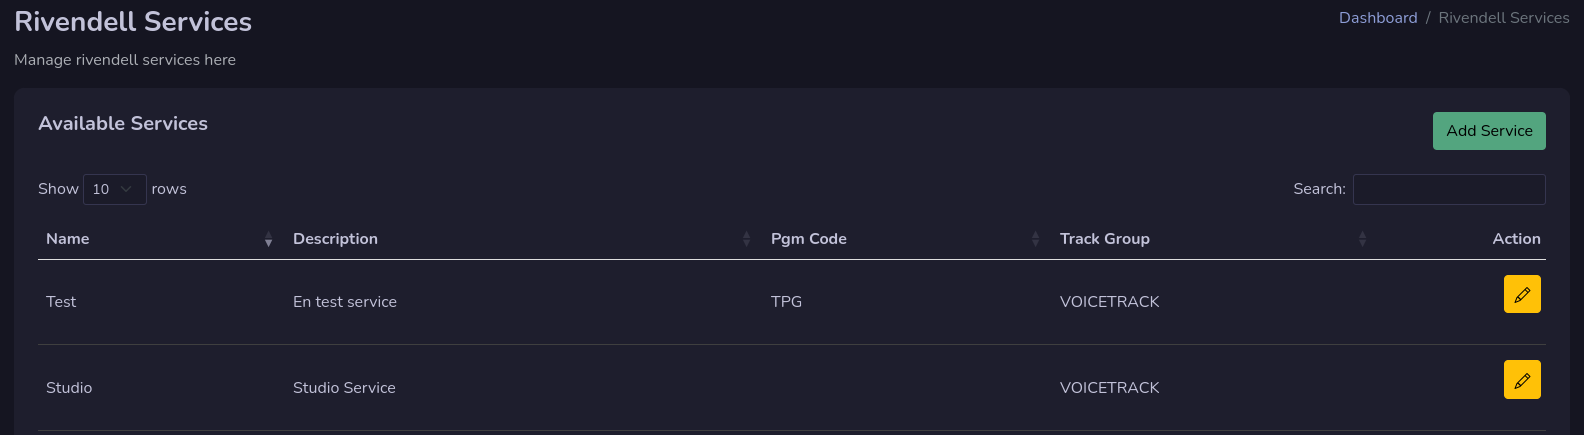 Rivendell Services
Dashboard / Rivendell Services
Manage rivendell services here
Available Services
Add Service
Show 10 rows
Search:
Name Description Pgm Code Track Group Action
Test En test service TPG VOICETRACK
Studio Studio Service VOICETRACK